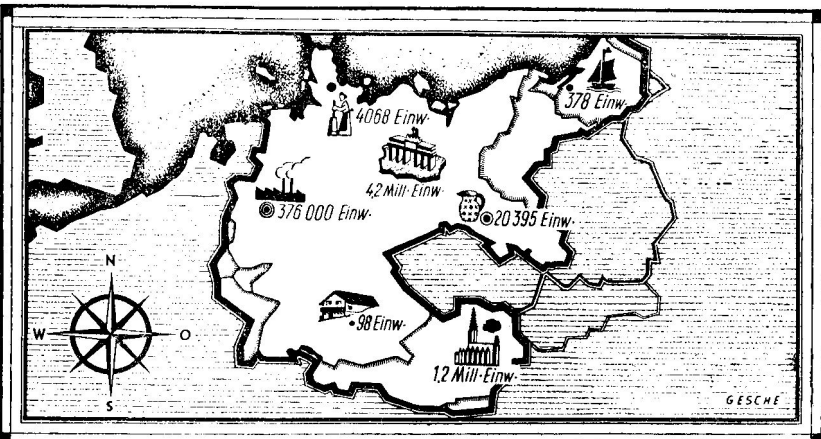 378 Einw.
4068 Einw.
4,2 Mill. Einw.
376 000 Einw.
20 395 Einw.
N
W
O
S
98 Einw.
1,2 Mill. Einw.
GESCHE